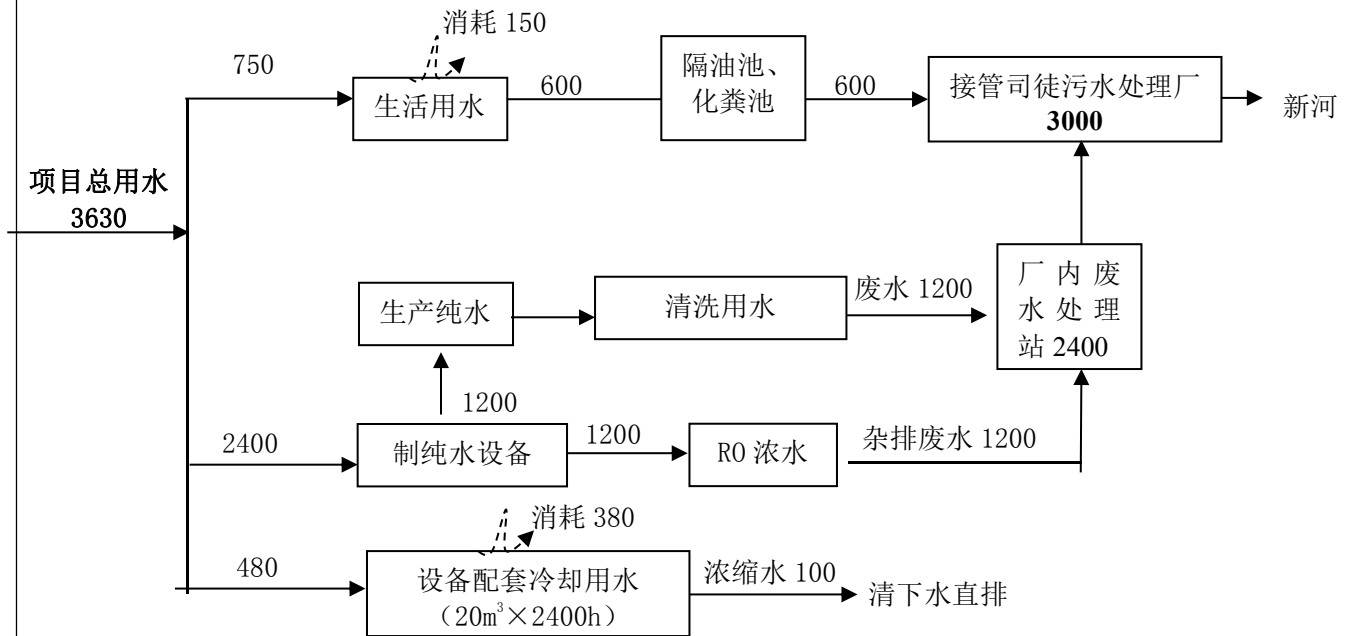 消耗 150
750
生活用水
600
隔油池、
化粪池
600
接管司徒污水处理厂
3000
新河
项目总用水
3630
生产纯水
清洗用水
废水 1200
厂内废
水处理
站 2400
1200
2400
制纯水设备
1200
RO 浓水
杂排废水 1200
消耗 380
480
设备配套冷却用水
（20m³×2400h）
浓缩水 100
清下水直排